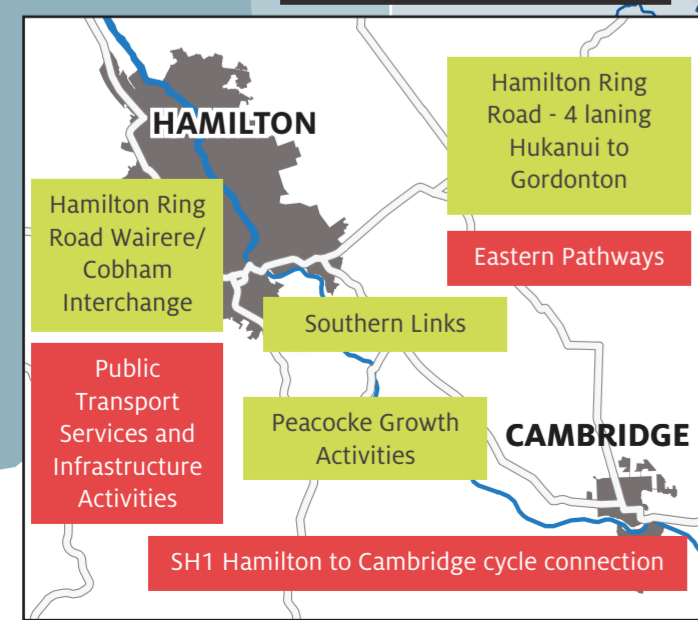 HAMILTON
Hamilton Ring
Road - 4 laning
Hukanui to
Gordonton
Hamilton Ring
Road Wairere/
Cobham
Interchange
Eastern Pathways
Southern Links
Public
Transport
Services and
Infrastructure
Activities
Peacocke Growth
Activities
CAMBRIDGE
SH1 Hamilton to Cambridge cycle connection